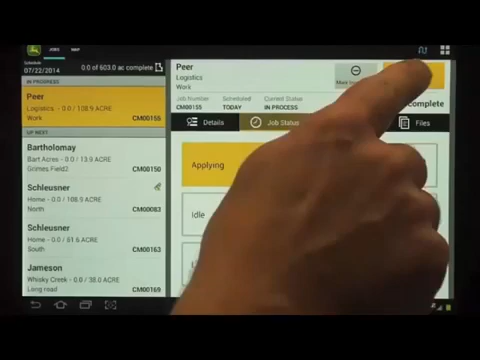 JOBS MAP
Schedule
07/22/2014
0.0 of 603.0 ac complete
IN PROGRESS
Peer
Logistics - 0.0 / 108.9 ACRE
Work CM00155
UP NEXT
Bartholomay
Bart Acres - 0.0 / 13.9 ACRE
Grimes Field2 CM00150
Schleusner
Home - 0.0 / 108.5 ACRE
North CM00083
Schleusner
Home - 0.0 / 61.6 ACRE
South CM00163
Jameson
Whisky Creek - 0.0 / 38.0 ACRE
Long road CM00169
Peer
Logistics
Work
Job Number
CM00155
Scheduled
TODAY
Current Status
IN PROCESS
Details
Job Status
Files
Applying
Idle